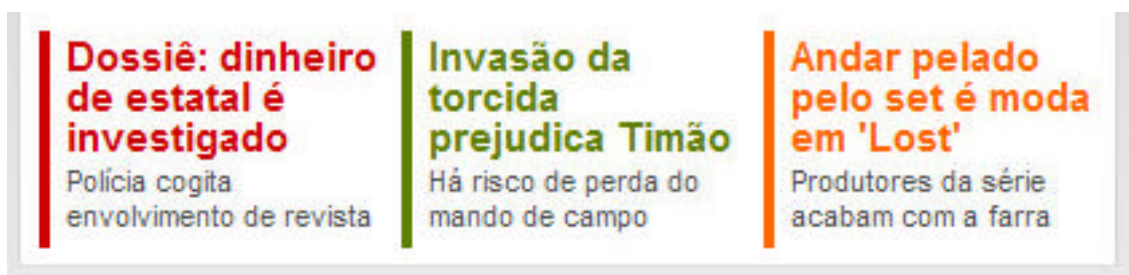 Dossiê: dinheiro
de estatal é
investigado
Polícia cogita
envolvimento de revista
Invasão da
torcida
prejudica Timão
Há risco de perda do
mando de campo
Andar pelado
pelo set é moda
em 'Lost'
Produtores da série
acabam com a farra